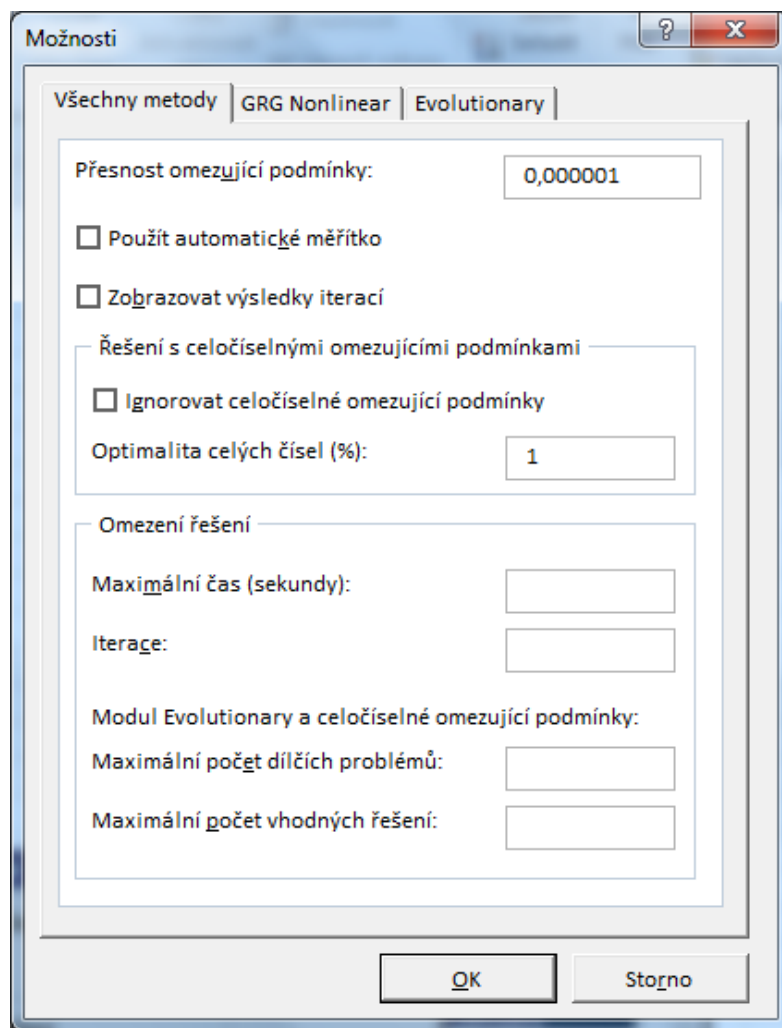 Možnosti
Všechny metody GRG Nonlinear Evolutionary
Přesnost omezující podmínky: 0,000001
Použít automatické měřítko
Zobrazovat výsledky iterací
Řešení s celočíselnými omezujícími podmínkami
Ignorovat celočíselné omezující podmínky
Optimalita celých čísel (%): 1
Omezení řešení
Maximální čas (sekundy):
Iterace:
Modul Evolutionary a celočíselné omezující podmínky:
Maximální počet dílčích problémů:
Maximální počet vhodných řešení:
OK Storno